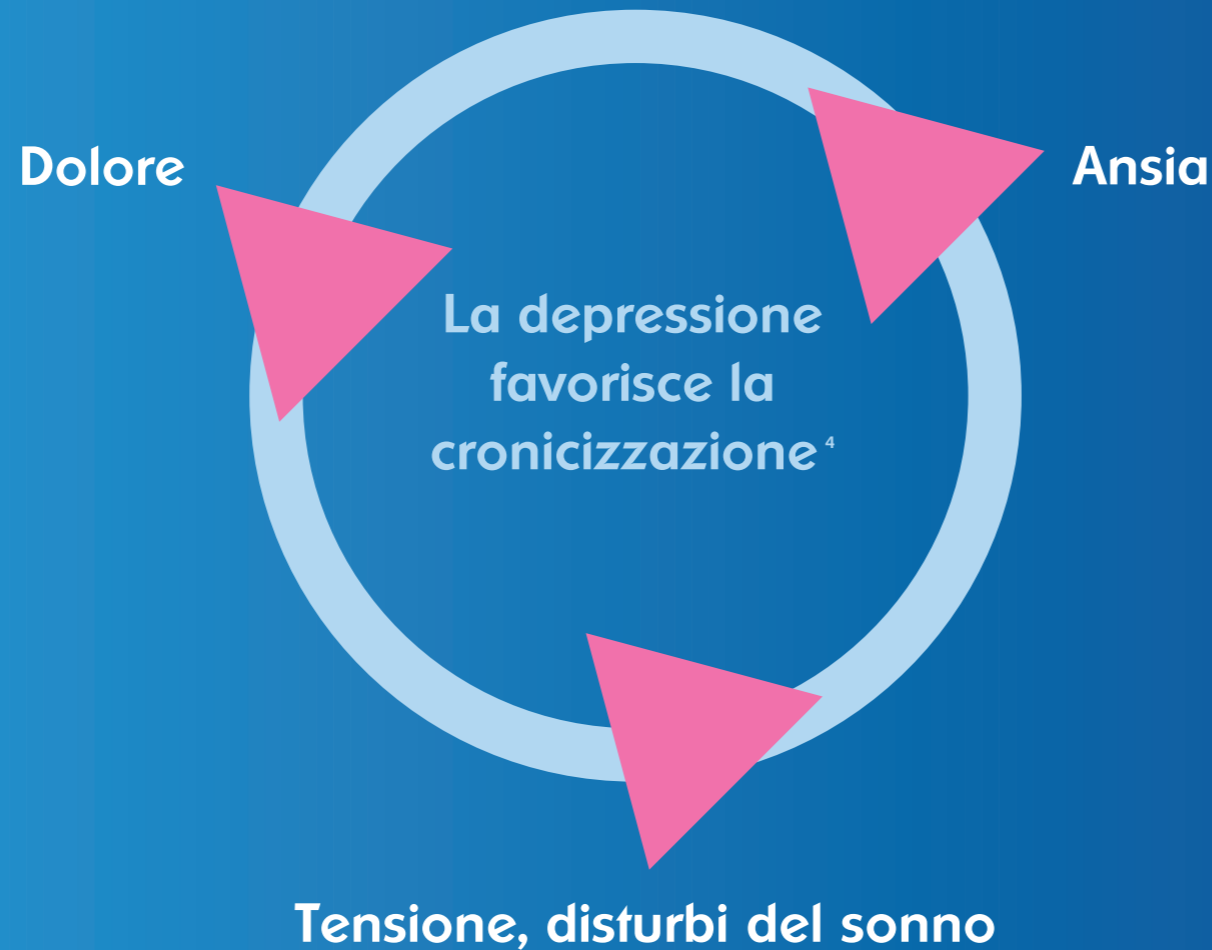 Dolore
Ansia
La depressione
favorisce la
cronicizzazione⁴
Tensione, disturbi del sonno